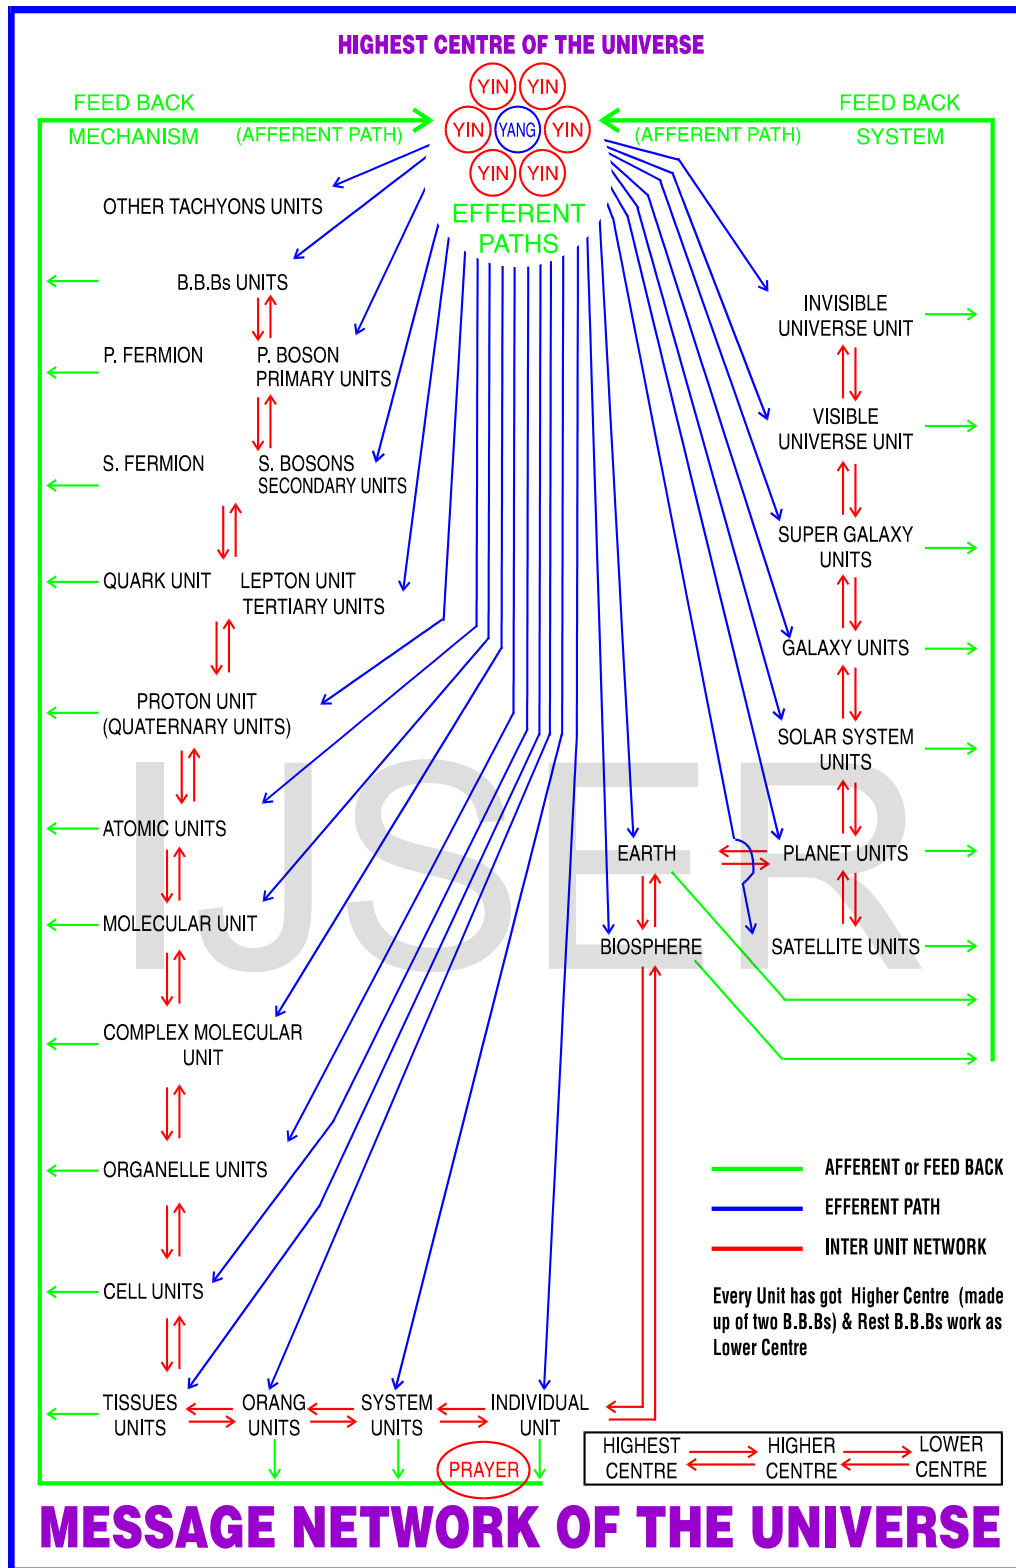 HIGHEST CENTRE OF THE UNIVERSE
YIN YIN
YIN YANG YIN
YIN YIN
FEED BACK
MECHANISM (AFFERENT PATH)
FEED BACK
(AFFERENT PATH) SYSTEM
EFFERENT
PATHS
OTHER TACHYONS UNITS
B.B.Bs UNITS
P. FERMION P. BOSON
PRIMARY UNITS
S. FERMION S. BOSONS
SECONDARY UNITS
QUARK UNIT LEPTON UNIT
TERTIARY UNITS
PROTON UNIT
(QUATERNARY UNITS)
ATOMIC UNITS
MOLECULAR UNIT
COMPLEX MOLECULAR
UNIT
ORGANELLE UNITS
CELL UNITS
TISSUES
UNITS
ORANG
UNITS
SYSTEM
UNITS
INDIVIDUAL
UNIT
PRAYER
INVISIBLE
UNIVERSE UNIT
VISIBLE
UNIVERSE UNIT
SUPER GALAXY
UNITS
GALAXY UNITS
SOLAR SYSTEM
UNITS
EARTH
PLANET UNITS
BIOSPHERE
SATELLITE UNITS
IJSER
AFFERENT or FEED BACK
EFFERENT PATH
INTER UNIT NETWORK
Every Unit has got Higher Centre (made
up of two B.B.Bs) & Rest B.B.Bs work as
Lower Centre
HIGHEST HIGHER LOWER
CENTRE CENTRE CENTRE
MESSAGE NETWORK OF THE UNIVERSE